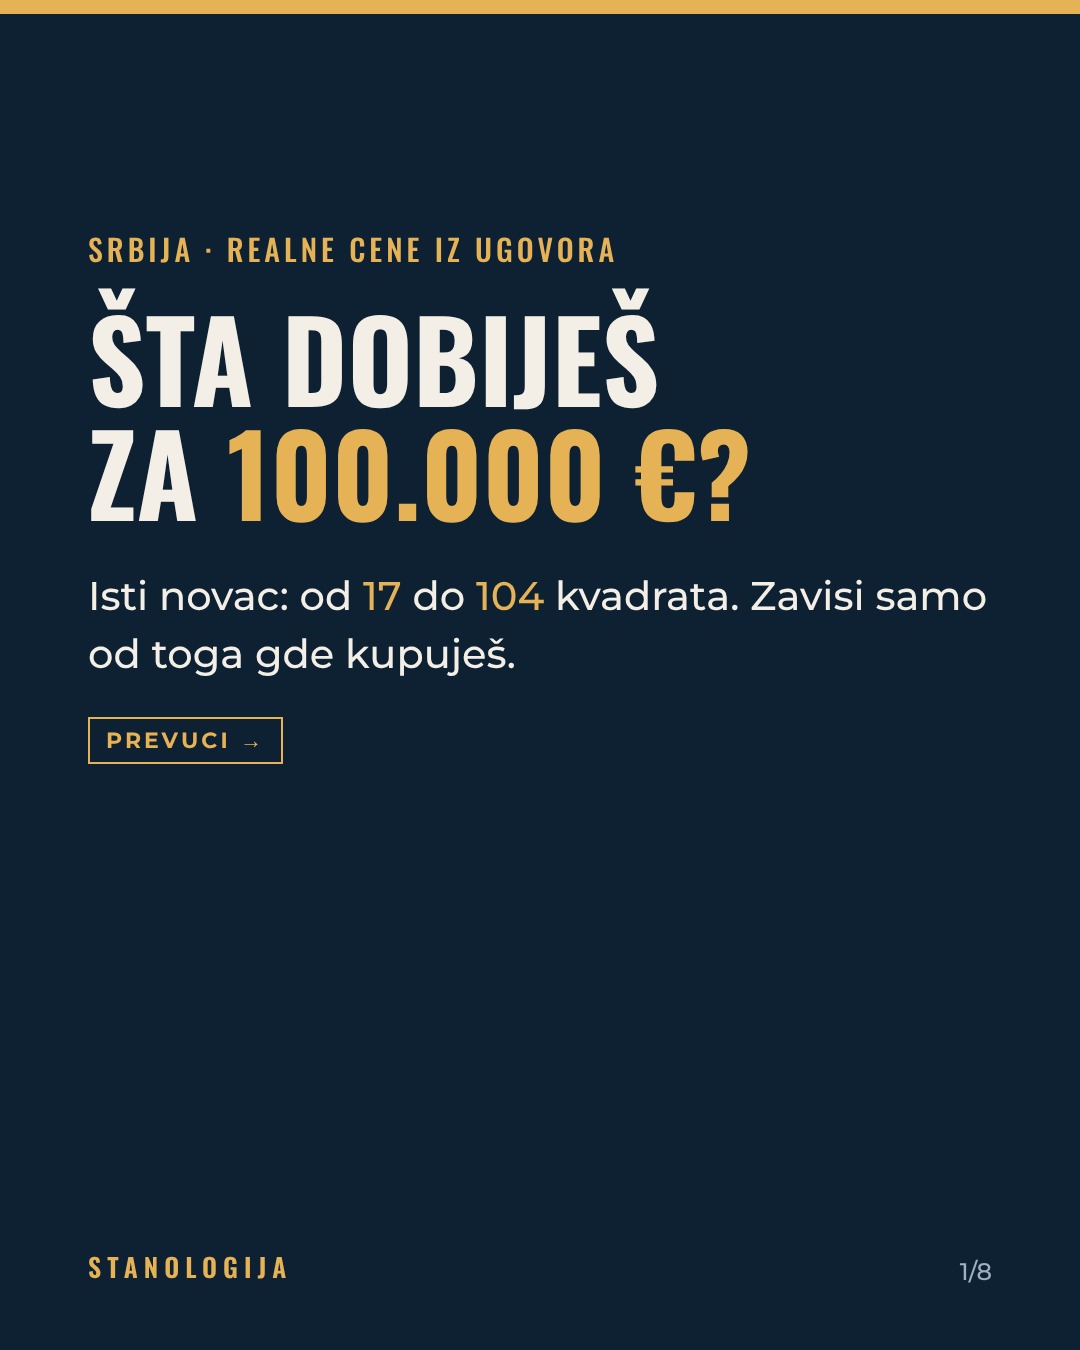 SRBIJA · REALNE CENE IZ UGOVORA
ŠTA DOBIJEŠ
ZA 100.000 €?
Isti novac: od 17 do 104 kvadrata. Zavisi samo
od toga gde kupuješ.
PREVUCI →
STANOLOGIJA
1/8